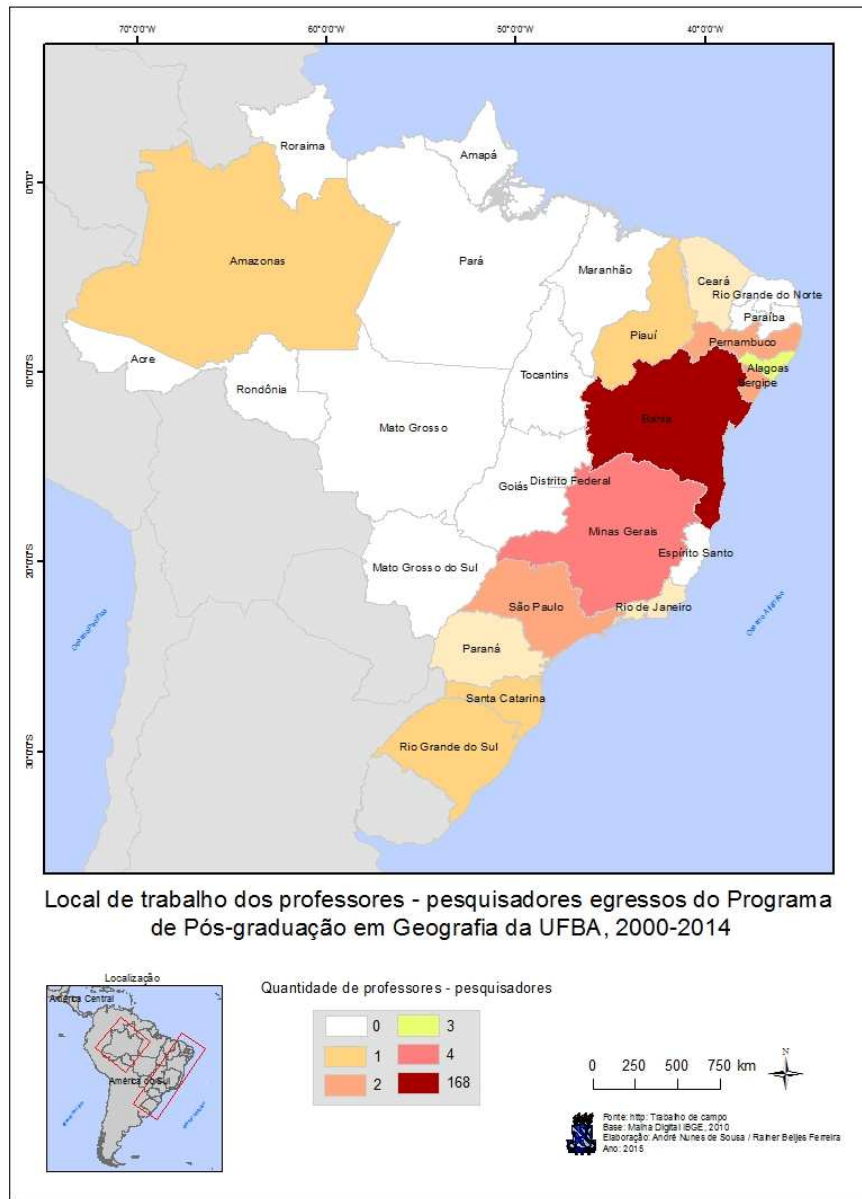 70°0'0"W 60°0'0"W 50°0'0"W 40°0'0"W
0°0'0"
10°0'0"S
20°0'0"S
30°0'0"S
Roraima
Amapá
Amazonas
Pará
Maranhão
Ceará
Rio Grande do Norte
Paraíba
Piauí
Pernambuco
Acre
Alagoas
Sergipe
Rondônia
Tocantins
Bahia
Mato Grosso
Goiás
Distrito Federal
Minas Gerais
Mato Grosso do Sul
Espírito Santo
São Paulo
Rio de Janeiro
Paraná
Santa Catarina
Rio Grande do Sul
Oceano Pacífico
Oceano Atlântico
Local de trabalho dos professores - pesquisadores egressos do Programa
de Pós-graduação em Geografia da UFBA, 2000-2014
Localização
América Central
América do Sul
Quantidade de professores - pesquisadores
0 3
1 4
2 168
0 250 500 750 km
N
Fonte: http: Trabalho de campo
Base: Malha Digital IBGE, 2010
Elaboração: André Nunes de Sousa / Rainer Beljes Ferreira
Ano: 2015